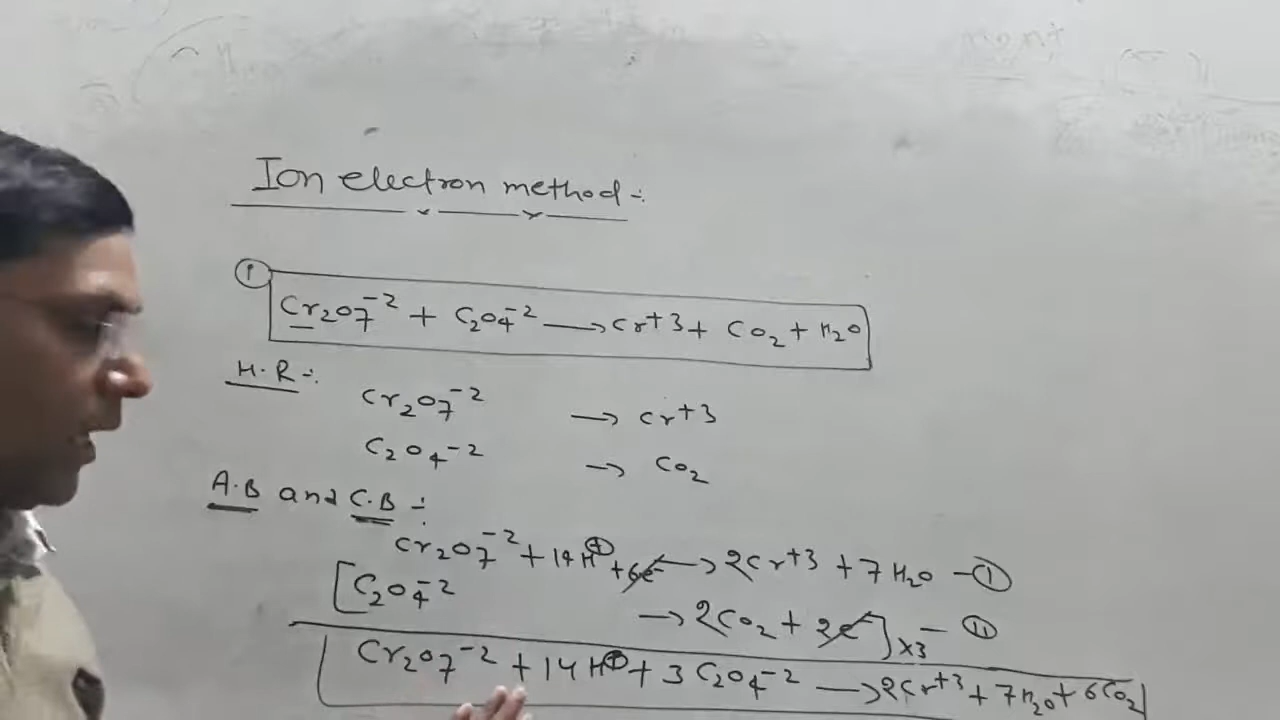 Ion electron method :-
① Cr₂O₇⁻² + C₂O₄⁻² → Cr⁺³ + CO₂ + H₂O
H.R :-
Cr₂O₇⁻² → Cr⁺³
C₂O₄⁻² → CO₂
A.B and C.B :-
Cr₂O₇⁻² + 14H⊕ + 6e⁻ → 2Cr⁺³ + 7H₂O - Ⓘ
[C₂O₄⁻² → 2CO₂ + 2e⁻] ×3 - Ⓘⓘ
Cr₂O₇⁻² + 14H⊕ + 3C₂O₄⁻² → 2Cr⁺³ + 7H₂O + 6CO₂